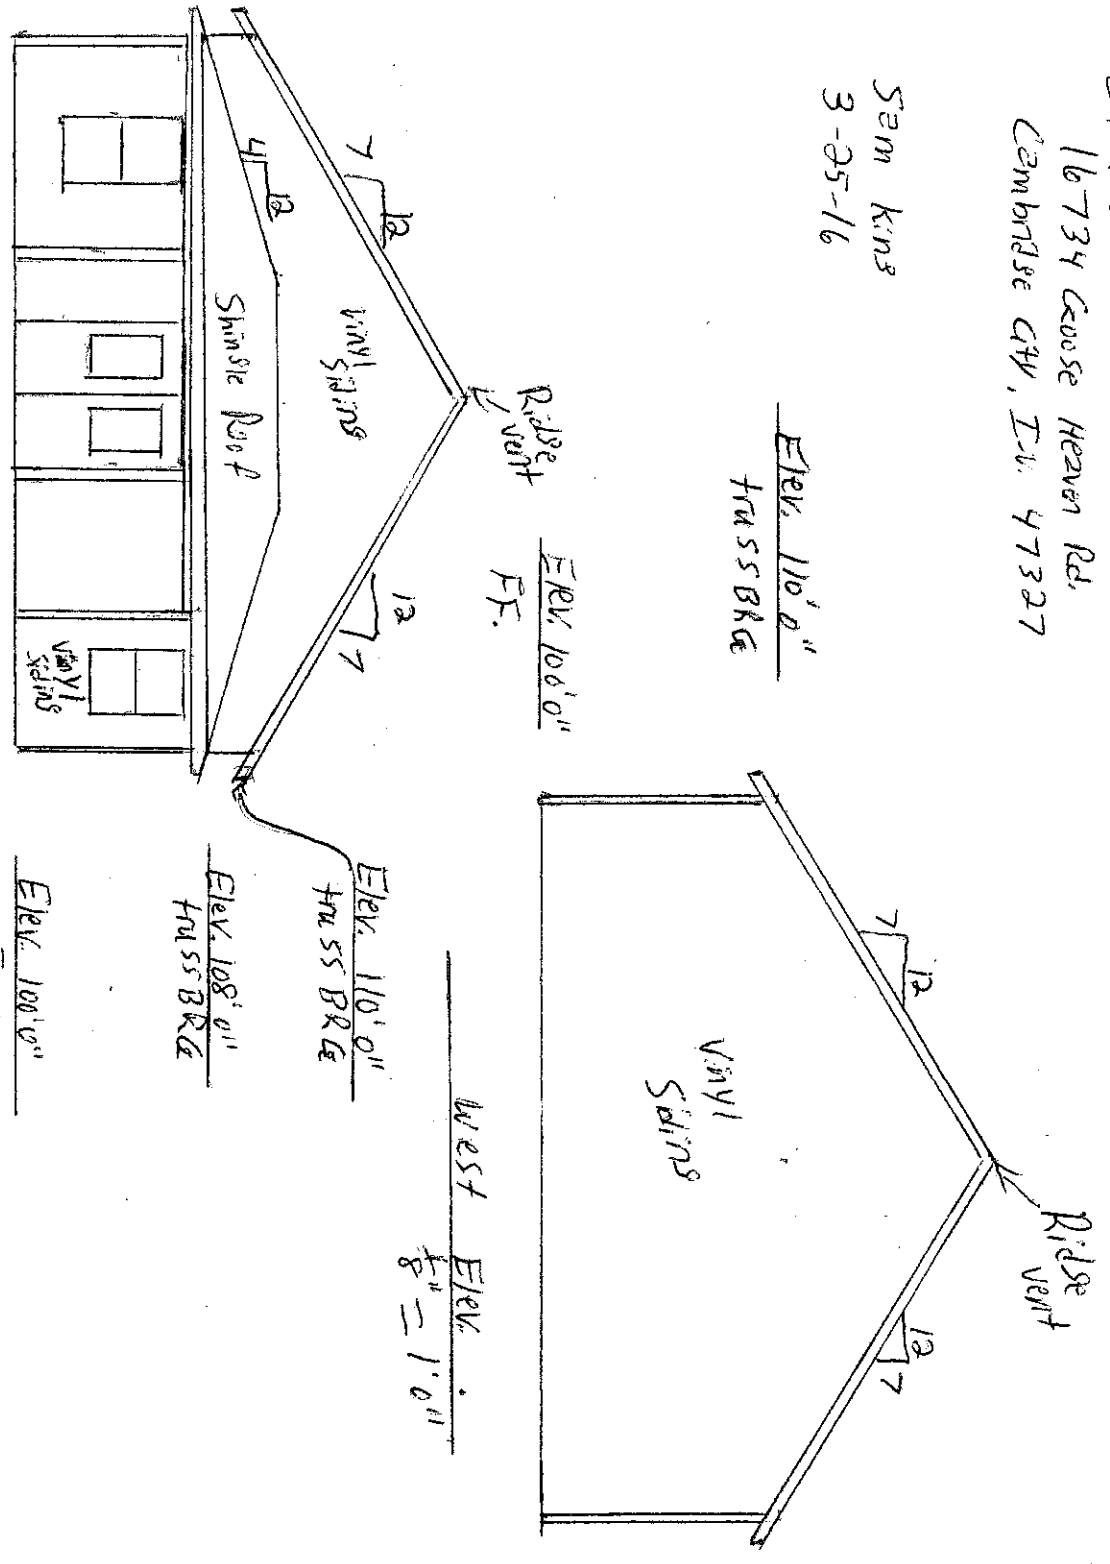 16734 Goose Heaven Rd.
Cambridge City, I.N. 47327
Sam King
3-25-16
Elev. 110'0"
truss BRG
Elev. 100'0"
F.F.
Ridge
vent
7
12
12
7
Vinyl
Siding
West Elev.
1/8" = 1'0"
Ridge
vent
7
12
12
7
Vinyl
Siding
4
12
Shingle Roof
Vinyl
Siding
Elev. 110'0"
truss BRG
Elev. 108'0"
truss BRG
Elev. 100'0"